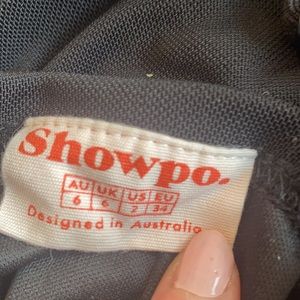 Showpo.
AU UK US EU
6 6 2 34
Designed in Australia